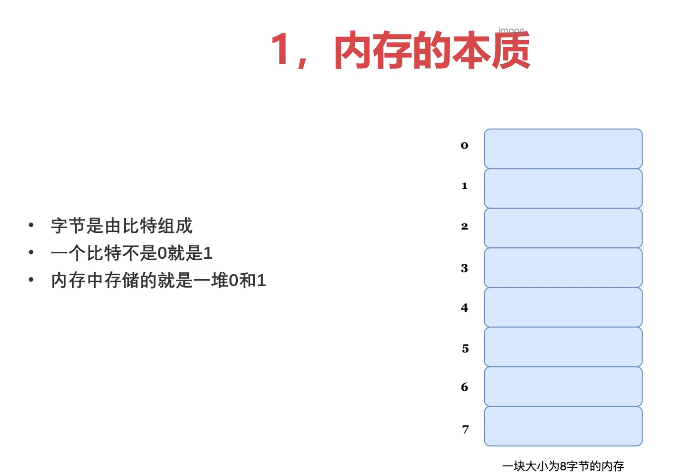 1，内存的本质
image
• 字节是由比特组成
• 一个比特不是0就是1
• 内存中存储的就是一堆0和1
0
1
2
3
4
5
6
7
一块大小为8字节的内存